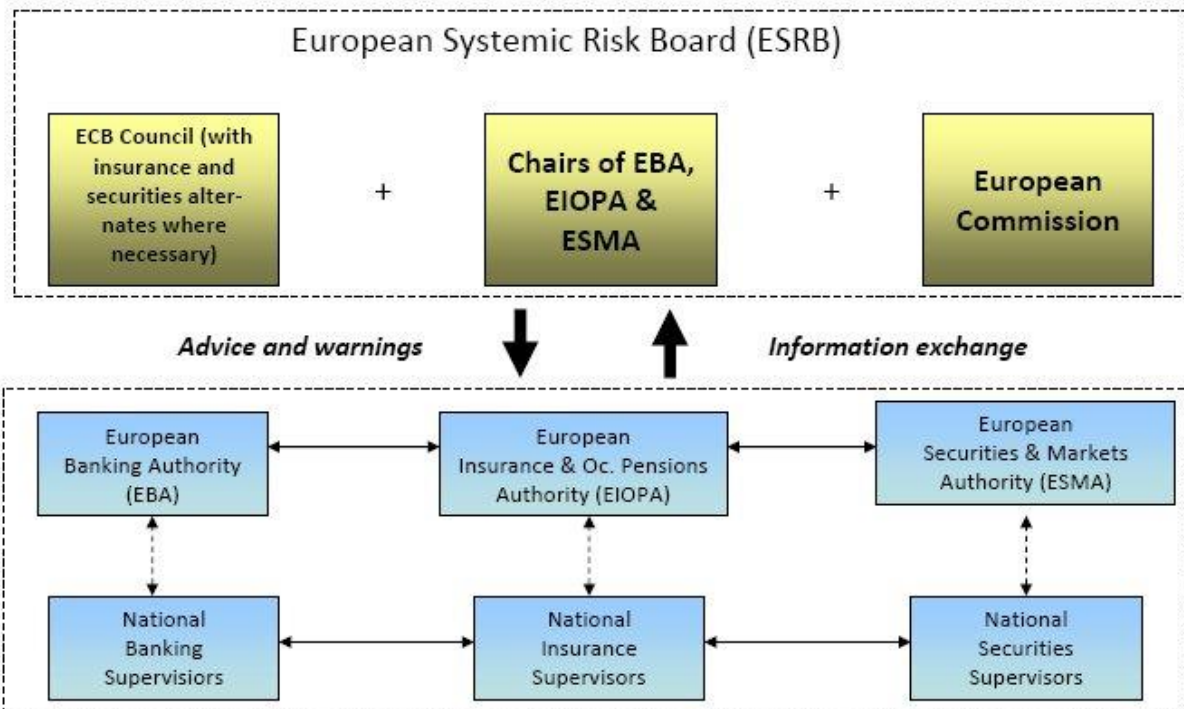 European Systemic Risk Board (ESRB)
ECB Council (with
insurance and
securities alter-
nates where
necessary)
+
Chairs of EBA,
EIOPA &
ESMA
+
European
Commission
Advice and warnings
Information exchange
European
Banking Authority
(EBA)
European
Insurance & Oc. Pensions
Authority (EIOPA)
European
Securities & Markets
Authority (ESMA)
National
Banking
Supervisiors
National
Insurance
Supervisors
National
Securities
Supervisors